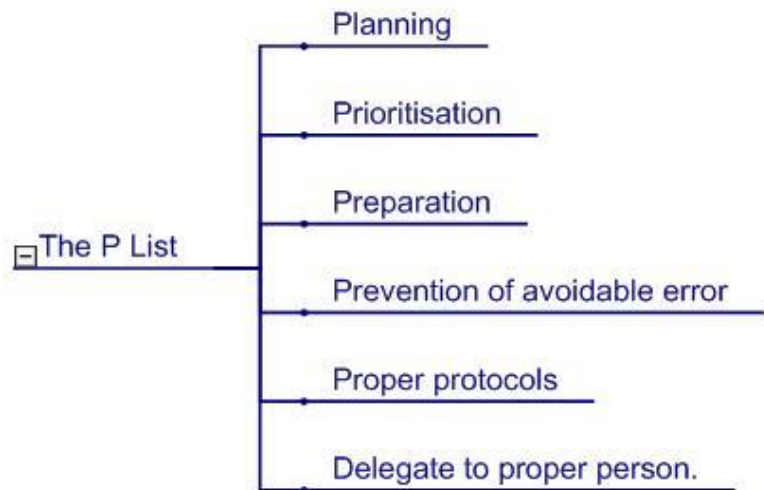 Planning
Prioritisation
Preparation
The P List
Prevention of avoidable error
Proper protocols
Delegate to proper person.